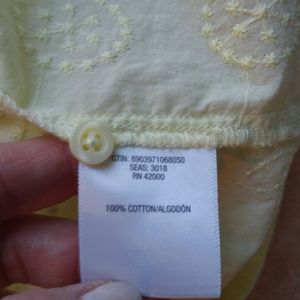 GTIN: 8903971068050
SEAS: 3018
RN 42000
100% COTTON/ALGODÓN